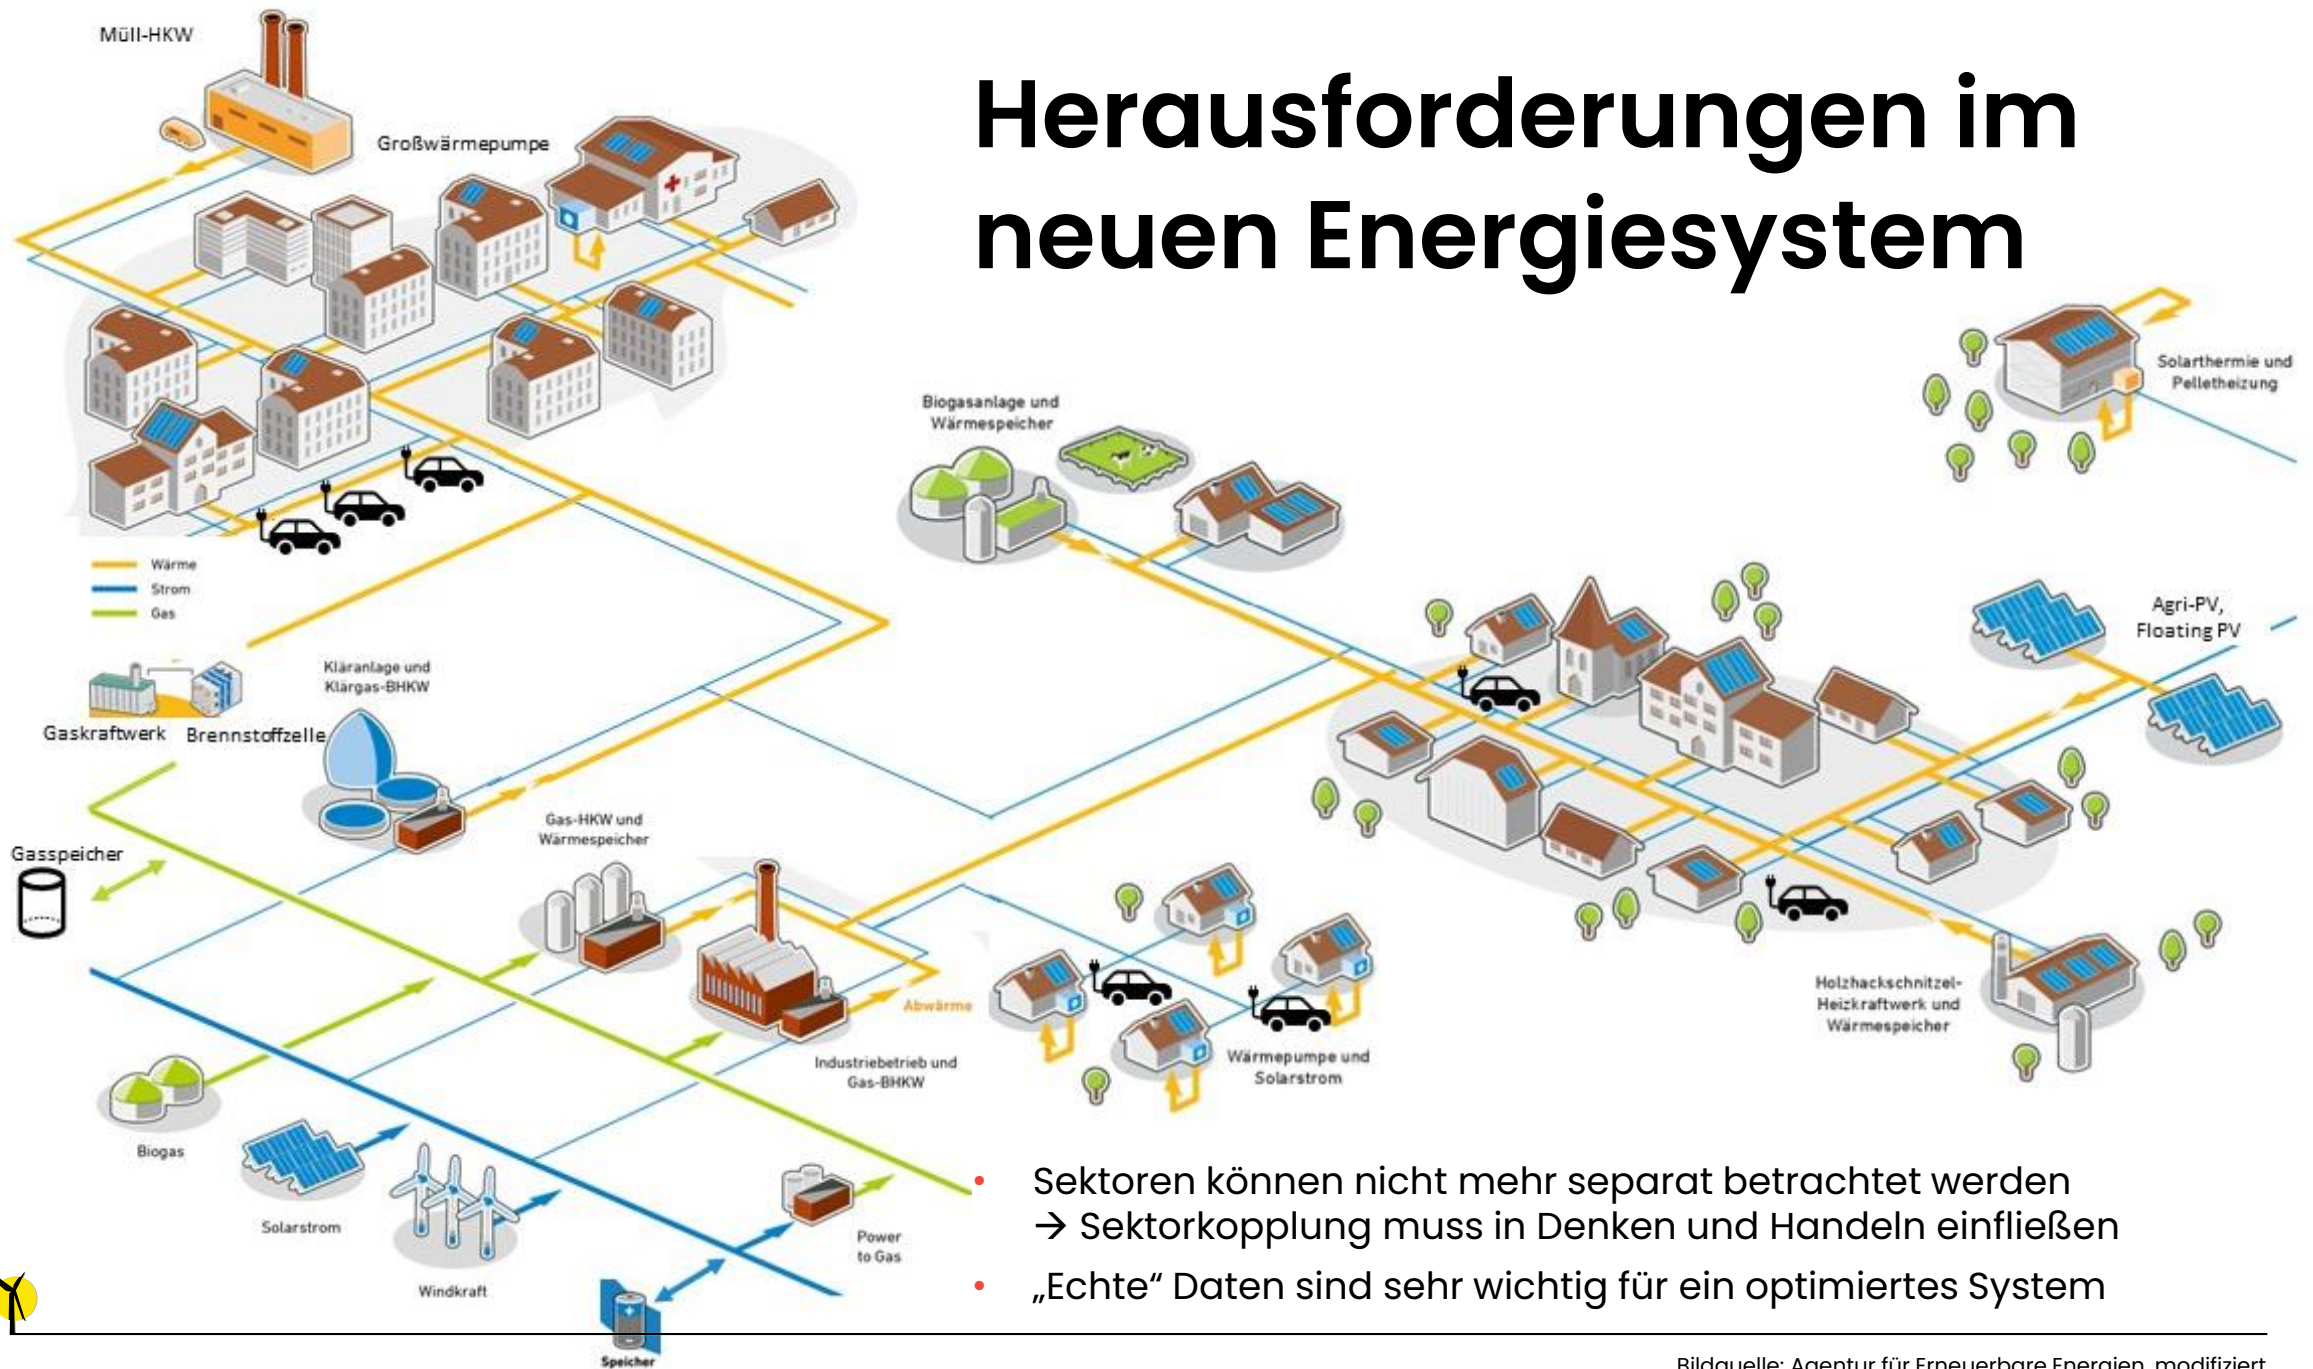 Müll-HKW
Großwärmepumpe
Herausforderungen im
neuen Energiesystem
Solarthermie und
Pelletheizung
Biogasanlage und
Wärmespeicher
Wärme
Strom
Gas
Agri-PV,
Floating PV
Kläranlage und
Klärgas-BHKW
Gaskraftwerk
Brennstoffzelle
Gas-HKW und
Wärmespeicher
Gasspeicher
Abwärme
Holzhackschnitzel-
Heizkraftwerk und
Wärmespeicher
Industriebetrieb und
Gas-BHKW
Wärmepumpe und
Solarstrom
Biogas
Solarstrom
Windkraft
Power
to Gas
Speicher
• Sektoren können nicht mehr separat betrachtet werden
→ Sektorkopplung muss in Denken und Handeln einfließen
• „Echte“ Daten sind sehr wichtig für ein optimiertes System
Bildquelle: Agentur für Erneuerbare Energien, modifiziert